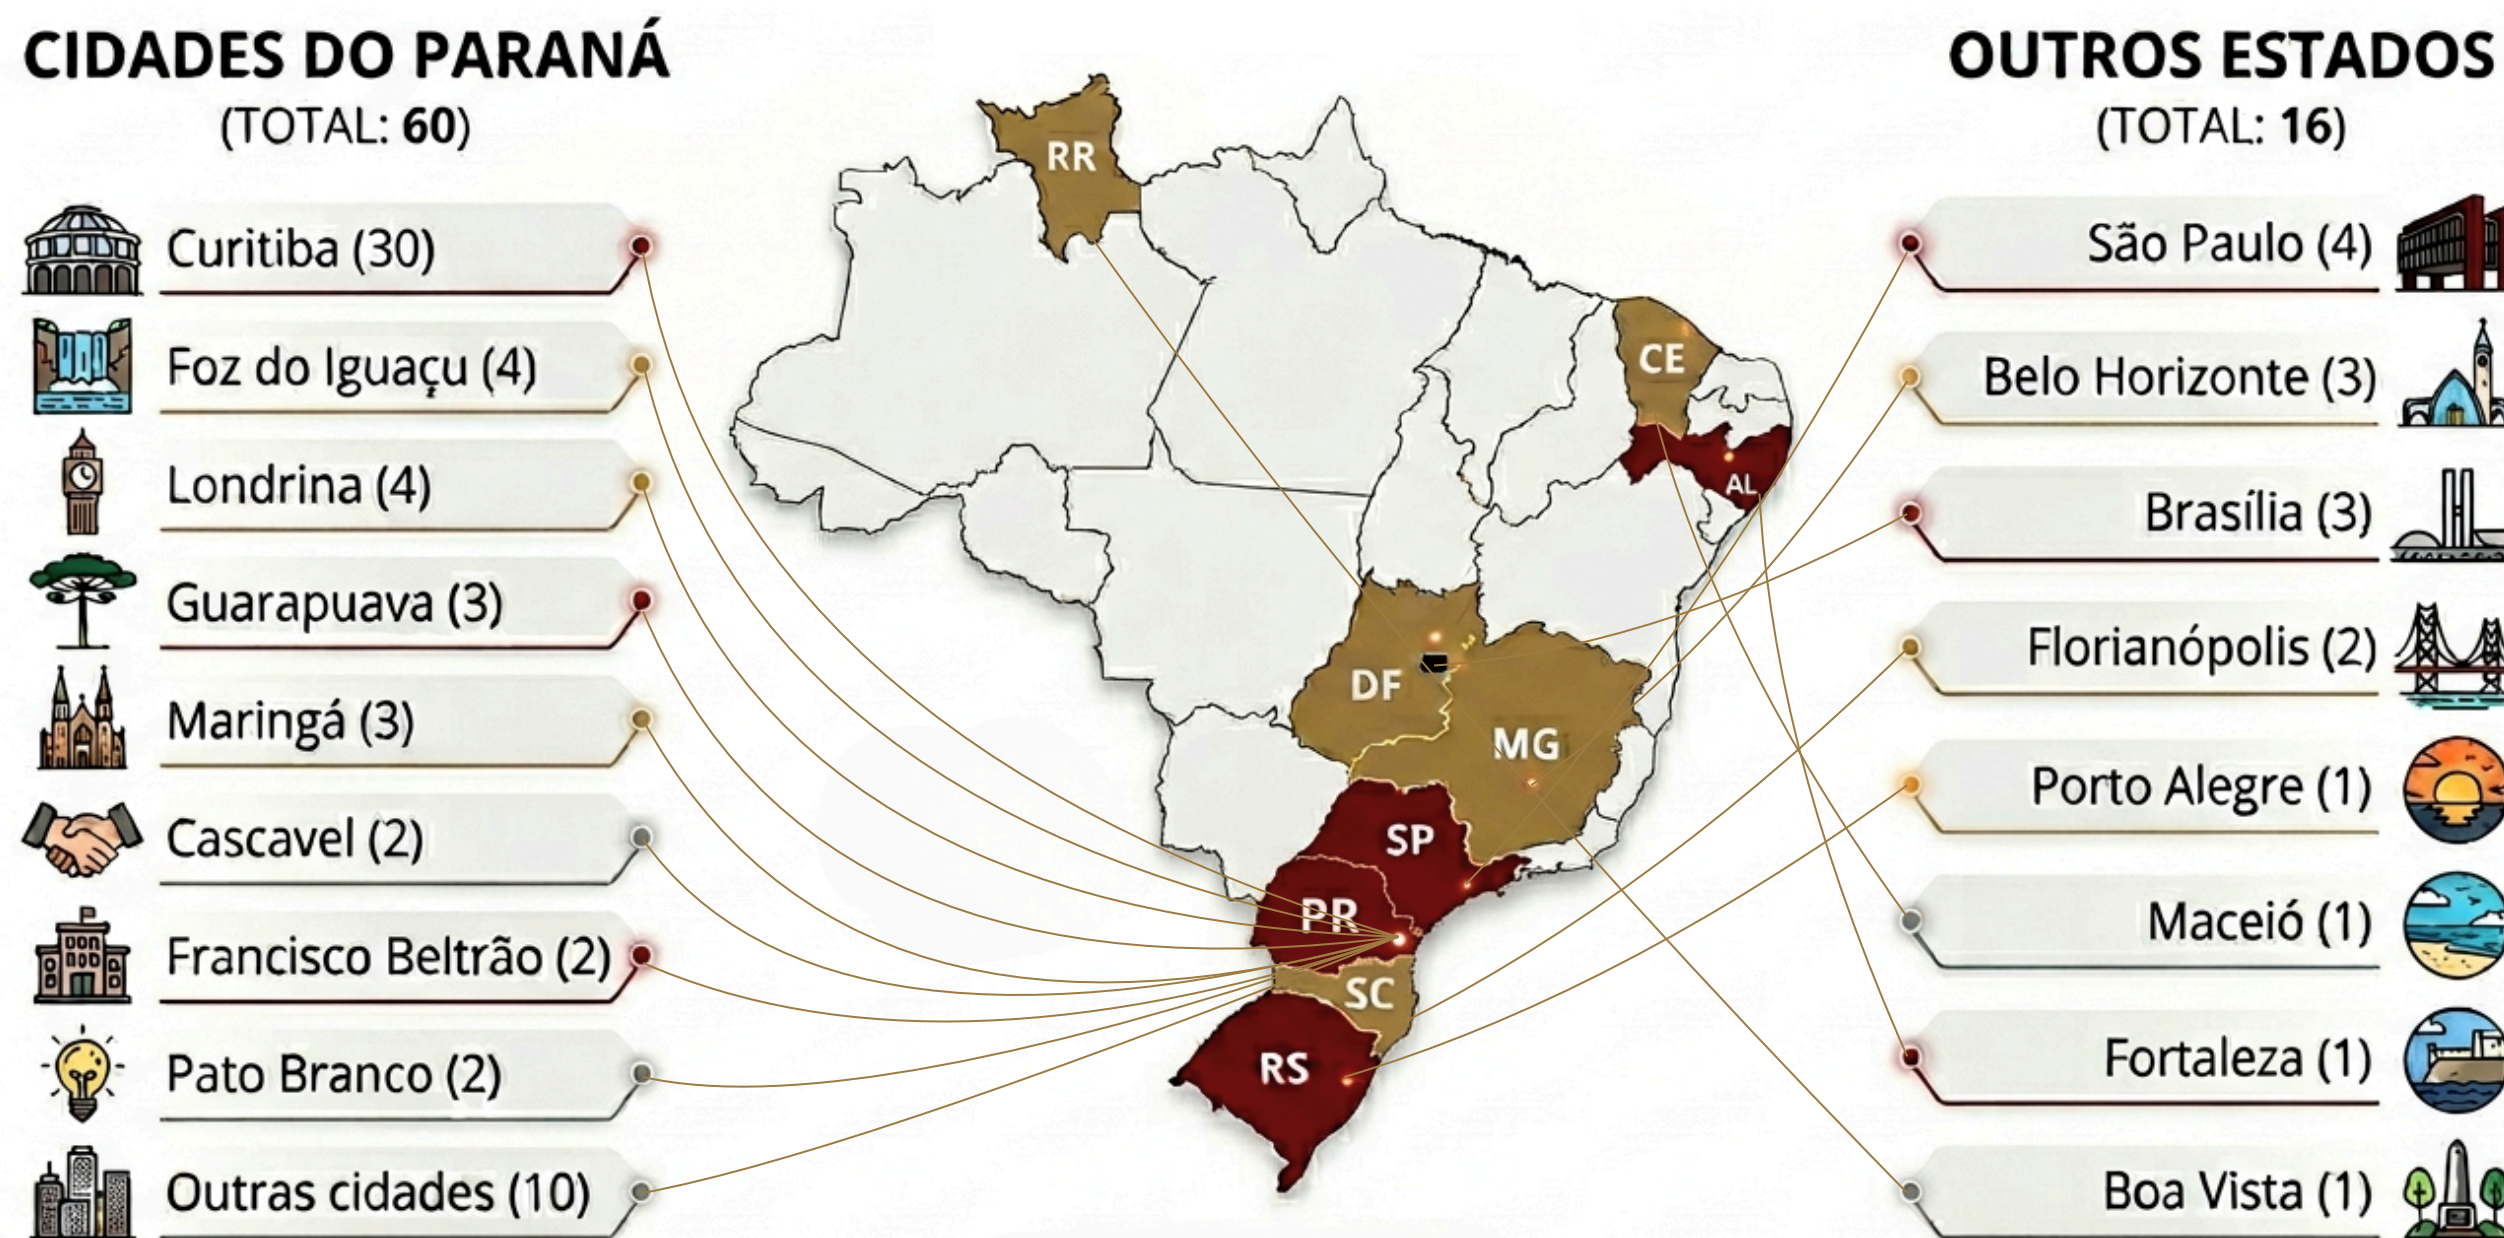 CIDADES DO PARANÁ
(TOTAL: 60)
Curitiba (30)
Foz do Iguaçu (4)
Londrina (4)
Guarapuava (3)
Maringá (3)
Cascavel (2)
Francisco Beltrão (2)
Pato Branco (2)
Outras cidades (10)
RR
CE
AL
DF
MG
SP
PR
SC
RS
OUTROS ESTADOS
(TOTAL: 16)
São Paulo (4)
Belo Horizonte (3)
Brasília (3)
Florianópolis (2)
Porto Alegre (1)
Maceió (1)
Fortaleza (1)
Boa Vista (1)